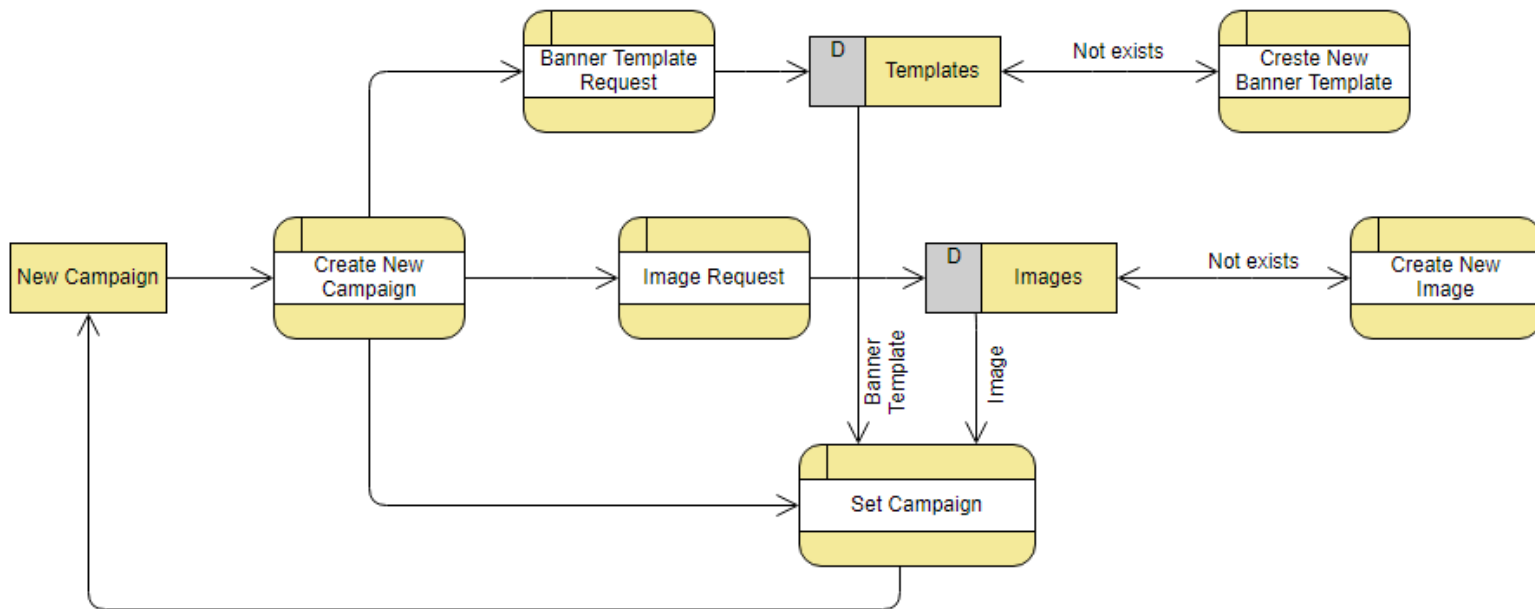 Banner Template
Request
D
Templates
Not exists
Creste New
Banner Template
New Campaign
Create New
Campaign
Image Request
D
Images
Not exists
Create New
Image
Banner
Template
Image
Set Campaign